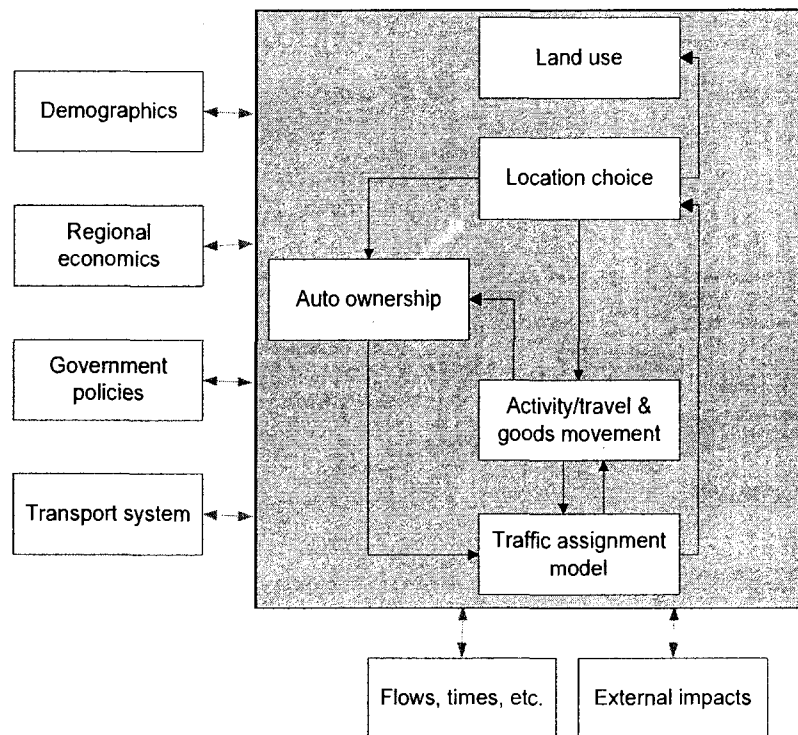 Land use
Demographics
Location choice
Regional
economics
Auto ownership
Government
policies
Activity/travel &
goods movement
Transport system
Traffic assignment
model
Flows, times, etc.
External impacts